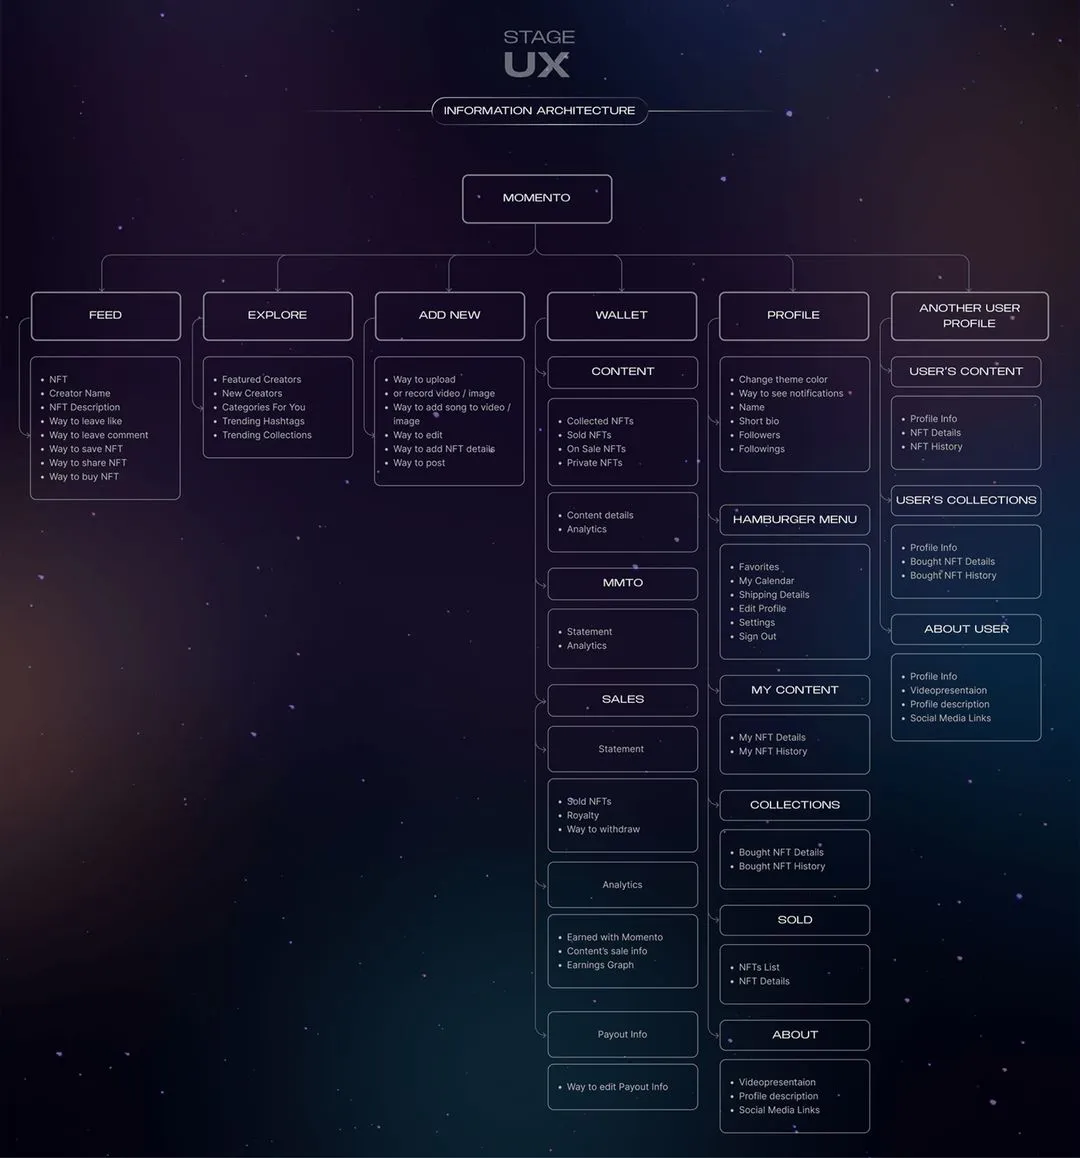 STAGE
UX
INFORMATION ARCHITECTURE
MOMENTO
FEED
• NFT
• Creator Name
• NFT Description
• Way to leave like
• Way to leave comment
• Way to save NFT
• Way to share NFT
• Way to buy NFT
EXPLORE
• Featured Creators
• New Creators
• Categories For You
• Trending Hashtags
• Trending Collections
ADD NEW
• Way to upload
• or record video / image
• Way to add song to video /
image
• Way to edit
• Way to add NFT details
• Way to post
WALLET
CONTENT
• Collected NFTs
• Sold NFTs
• On Sale NFTs
• Private NFTs
• Content details
• Analytics
MMTO
• Statement
• Analytics
SALES
Statement
• Sold NFTs
• Royalty
• Way to withdraw
Analytics
• Earned with Momento
• Content's sale info
• Earnings Graph
Payout Info
• Way to edit Payout Info
PROFILE
• Change theme color
• Way to see notifications
• Name
• Short bio
• Followers
• Followings
HAMBURGER MENU
• Favorites
• My Calendar
• Shipping Details
• Edit Profile
• Settings
• Sign Out
MY CONTENT
• My NFT Details
• My NFT History
COLLECTIONS
• Bought NFT Details
• Bought NFT History
SOLD
• NFTs List
• NFT Details
ABOUT
• Videopresentaion
• Profile description
• Social Media Links
ANOTHER USER
PROFILE
USER'S CONTENT
• Profile Info
• NFT Details
• NFT History
USER'S COLLECTIONS
• Profile Info
• Bought NFT Details
• Bought NFT History
ABOUT USER
• Profile Info
• Videopresentaion
• Profile description
• Social Media Links